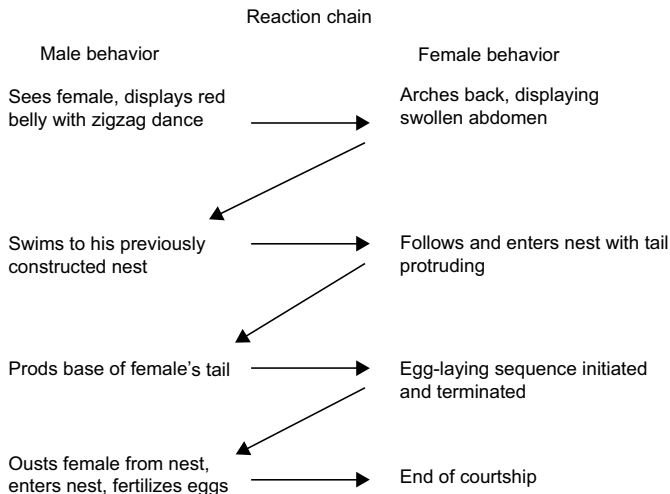 Reaction chain
Male behavior
Female behavior
Sees female, displays red
belly with zigzag dance
Arches back, displaying
swollen abdomen
Swims to his previously
constructed nest
Follows and enters nest with tail
protruding
Prods base of female's tail
Egg-laying sequence initiated
and terminated
Ousts female from nest,
enters nest, fertilizes eggs
End of courtship